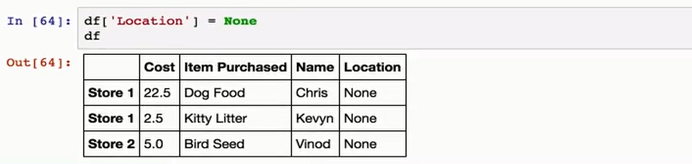 In [64]: df['Location'] = None
df
Out[64]:
Cost Item Purchased Name Location
Store 1 22.5 Dog Food Chris None
Store 1 2.5 Kitty Litter Kevyn None
Store 2 5.0 Bird Seed Vinod None